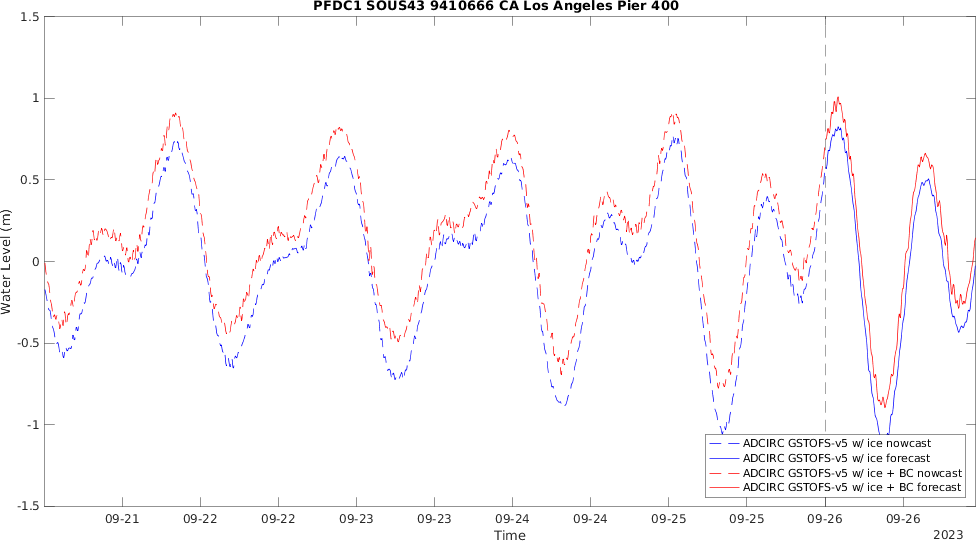 PFDC1 SOUS43 9410666 CA Los Angeles Pier 400
1.5
1
0.5
0
-0.5
-1
-1.5
Water Level (m)
ADCIRC GSTOFS-v5 w/ ice nowcast
ADCIRC GSTOFS-v5 w/ ice forecast
ADCIRC GSTOFS-v5 w/ ice + BC nowcast
ADCIRC GSTOFS-v5 w/ ice + BC forecast
09-21 09-22 09-22 09-23 09-23 09-24 09-24 09-25 09-25 09-26 09-26
Time
2023